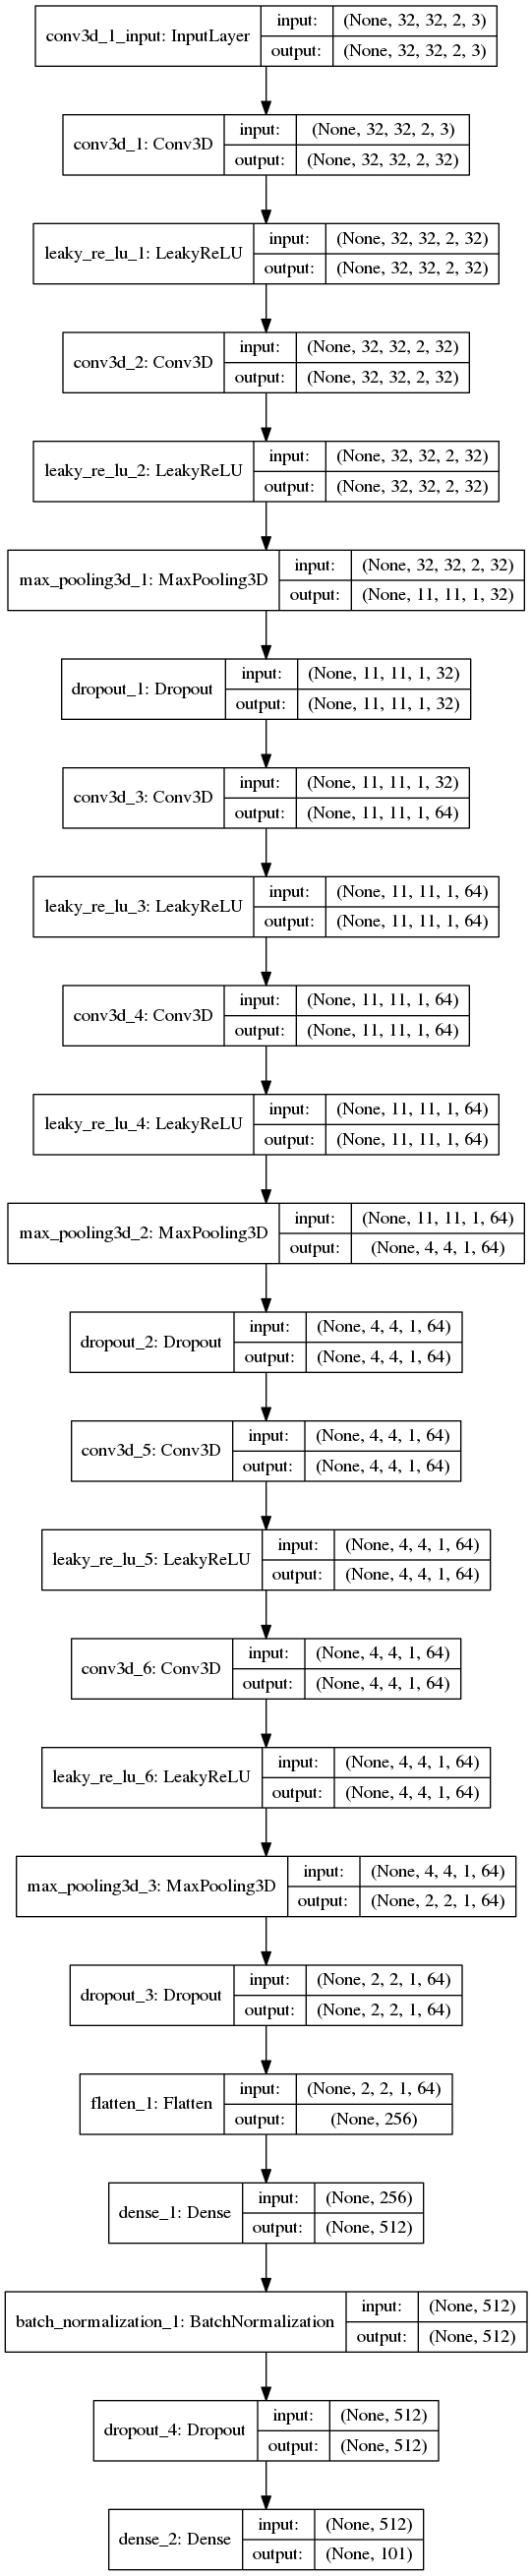 conv3d_1_input: InputLayer
input: (None, 32, 32, 2, 3)
output: (None, 32, 32, 2, 3)
conv3d_1: Conv3D
input: (None, 32, 32, 2, 3)
output: (None, 32, 32, 2, 32)
leaky_re_lu_1: LeakyReLU
input: (None, 32, 32, 2, 32)
output: (None, 32, 32, 2, 32)
conv3d_2: Conv3D
input: (None, 32, 32, 2, 32)
output: (None, 32, 32, 2, 32)
leaky_re_lu_2: LeakyReLU
input: (None, 32, 32, 2, 32)
output: (None, 32, 32, 2, 32)
max_pooling3d_1: MaxPooling3D
input: (None, 32, 32, 2, 32)
output: (None, 11, 11, 1, 32)
dropout_1: Dropout
input: (None, 11, 11, 1, 32)
output: (None, 11, 11, 1, 32)
conv3d_3: Conv3D
input: (None, 11, 11, 1, 32)
output: (None, 11, 11, 1, 64)
leaky_re_lu_3: LeakyReLU
input: (None, 11, 11, 1, 64)
output: (None, 11, 11, 1, 64)
conv3d_4: Conv3D
input: (None, 11, 11, 1, 64)
output: (None, 11, 11, 1, 64)
leaky_re_lu_4: LeakyReLU
input: (None, 11, 11, 1, 64)
output: (None, 11, 11, 1, 64)
max_pooling3d_2: MaxPooling3D
input: (None, 11, 11, 1, 64)
output: (None, 4, 4, 1, 64)
dropout_2: Dropout
input: (None, 4, 4, 1, 64)
output: (None, 4, 4, 1, 64)
conv3d_5: Conv3D
input: (None, 4, 4, 1, 64)
output: (None, 4, 4, 1, 64)
leaky_re_lu_5: LeakyReLU
input: (None, 4, 4, 1, 64)
output: (None, 4, 4, 1, 64)
conv3d_6: Conv3D
input: (None, 4, 4, 1, 64)
output: (None, 4, 4, 1, 64)
leaky_re_lu_6: LeakyReLU
input: (None, 4, 4, 1, 64)
output: (None, 4, 4, 1, 64)
max_pooling3d_3: MaxPooling3D
input: (None, 4, 4, 1, 64)
output: (None, 2, 2, 1, 64)
dropout_3: Dropout
input: (None, 2, 2, 1, 64)
output: (None, 2, 2, 1, 64)
flatten_1: Flatten
input: (None, 2, 2, 1, 64)
output: (None, 256)
dense_1: Dense
input: (None, 256)
output: (None, 512)
batch_normalization_1: BatchNormalization
input: (None, 512)
output: (None, 512)
dropout_4: Dropout
input: (None, 512)
output: (None, 512)
dense_2: Dense
input: (None, 512)
output: (None, 101)